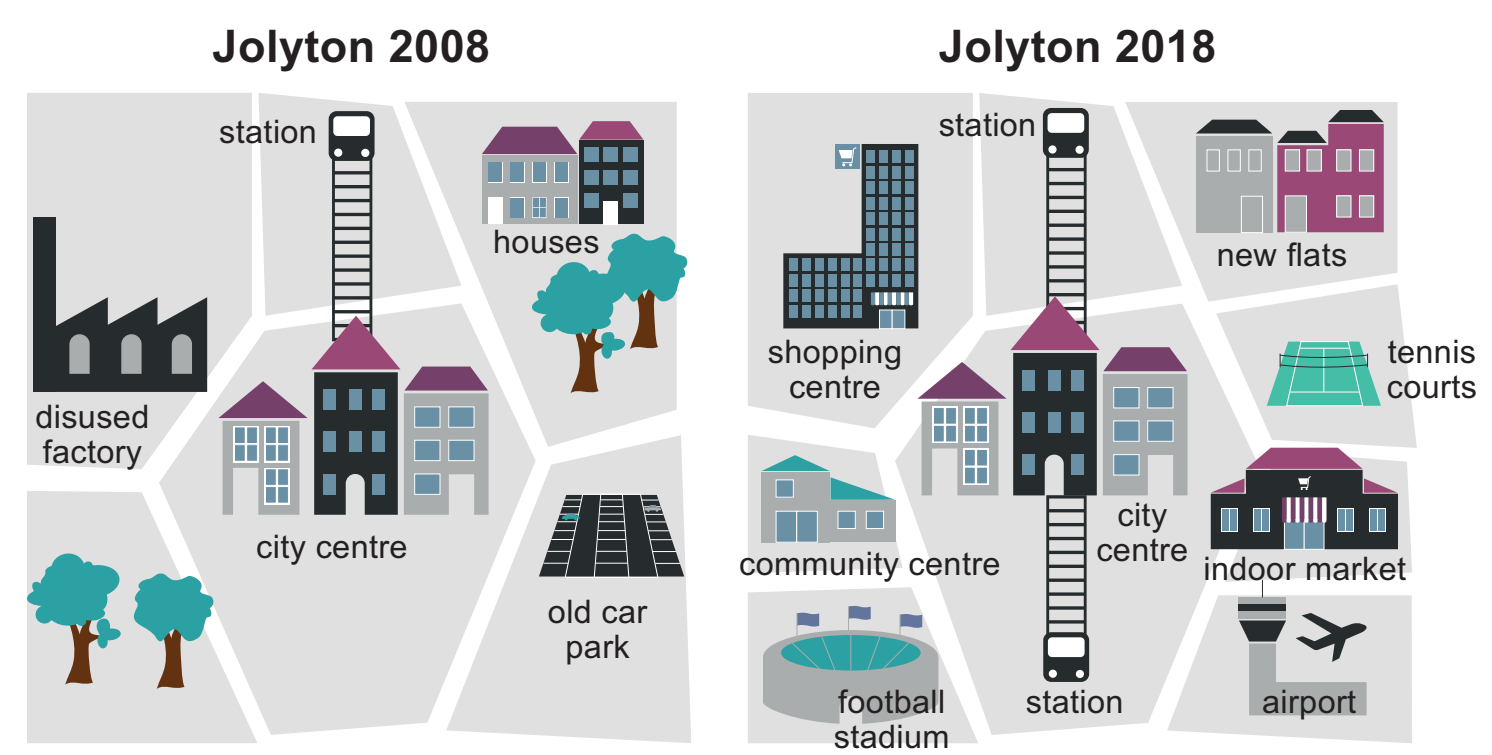 Jolyton 2008
station
houses
disused
factory
city centre
old car
park
Jolyton 2018
station
new flats
shopping
centre
tennis
courts
city
centre
community centre
indoor market
football
stadium
station
airport